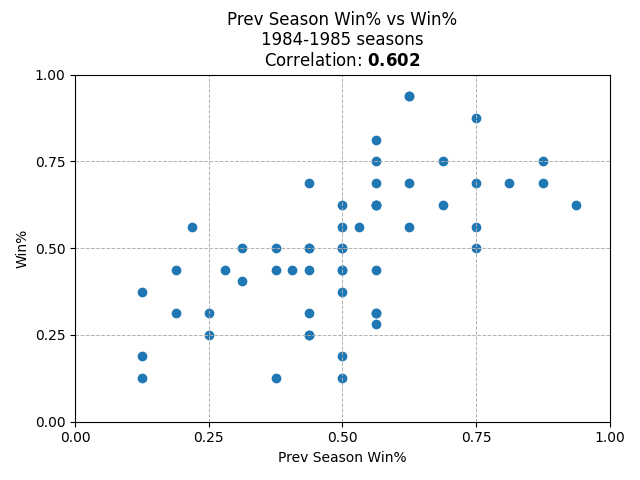 Prev Season Win% vs Win%
1984-1985 seasons
Correlation: 0.602
1.00
0.75
0.50
0.25
0.00
Win%
0.00 0.25 0.50 0.75 1.00
Prev Season Win%